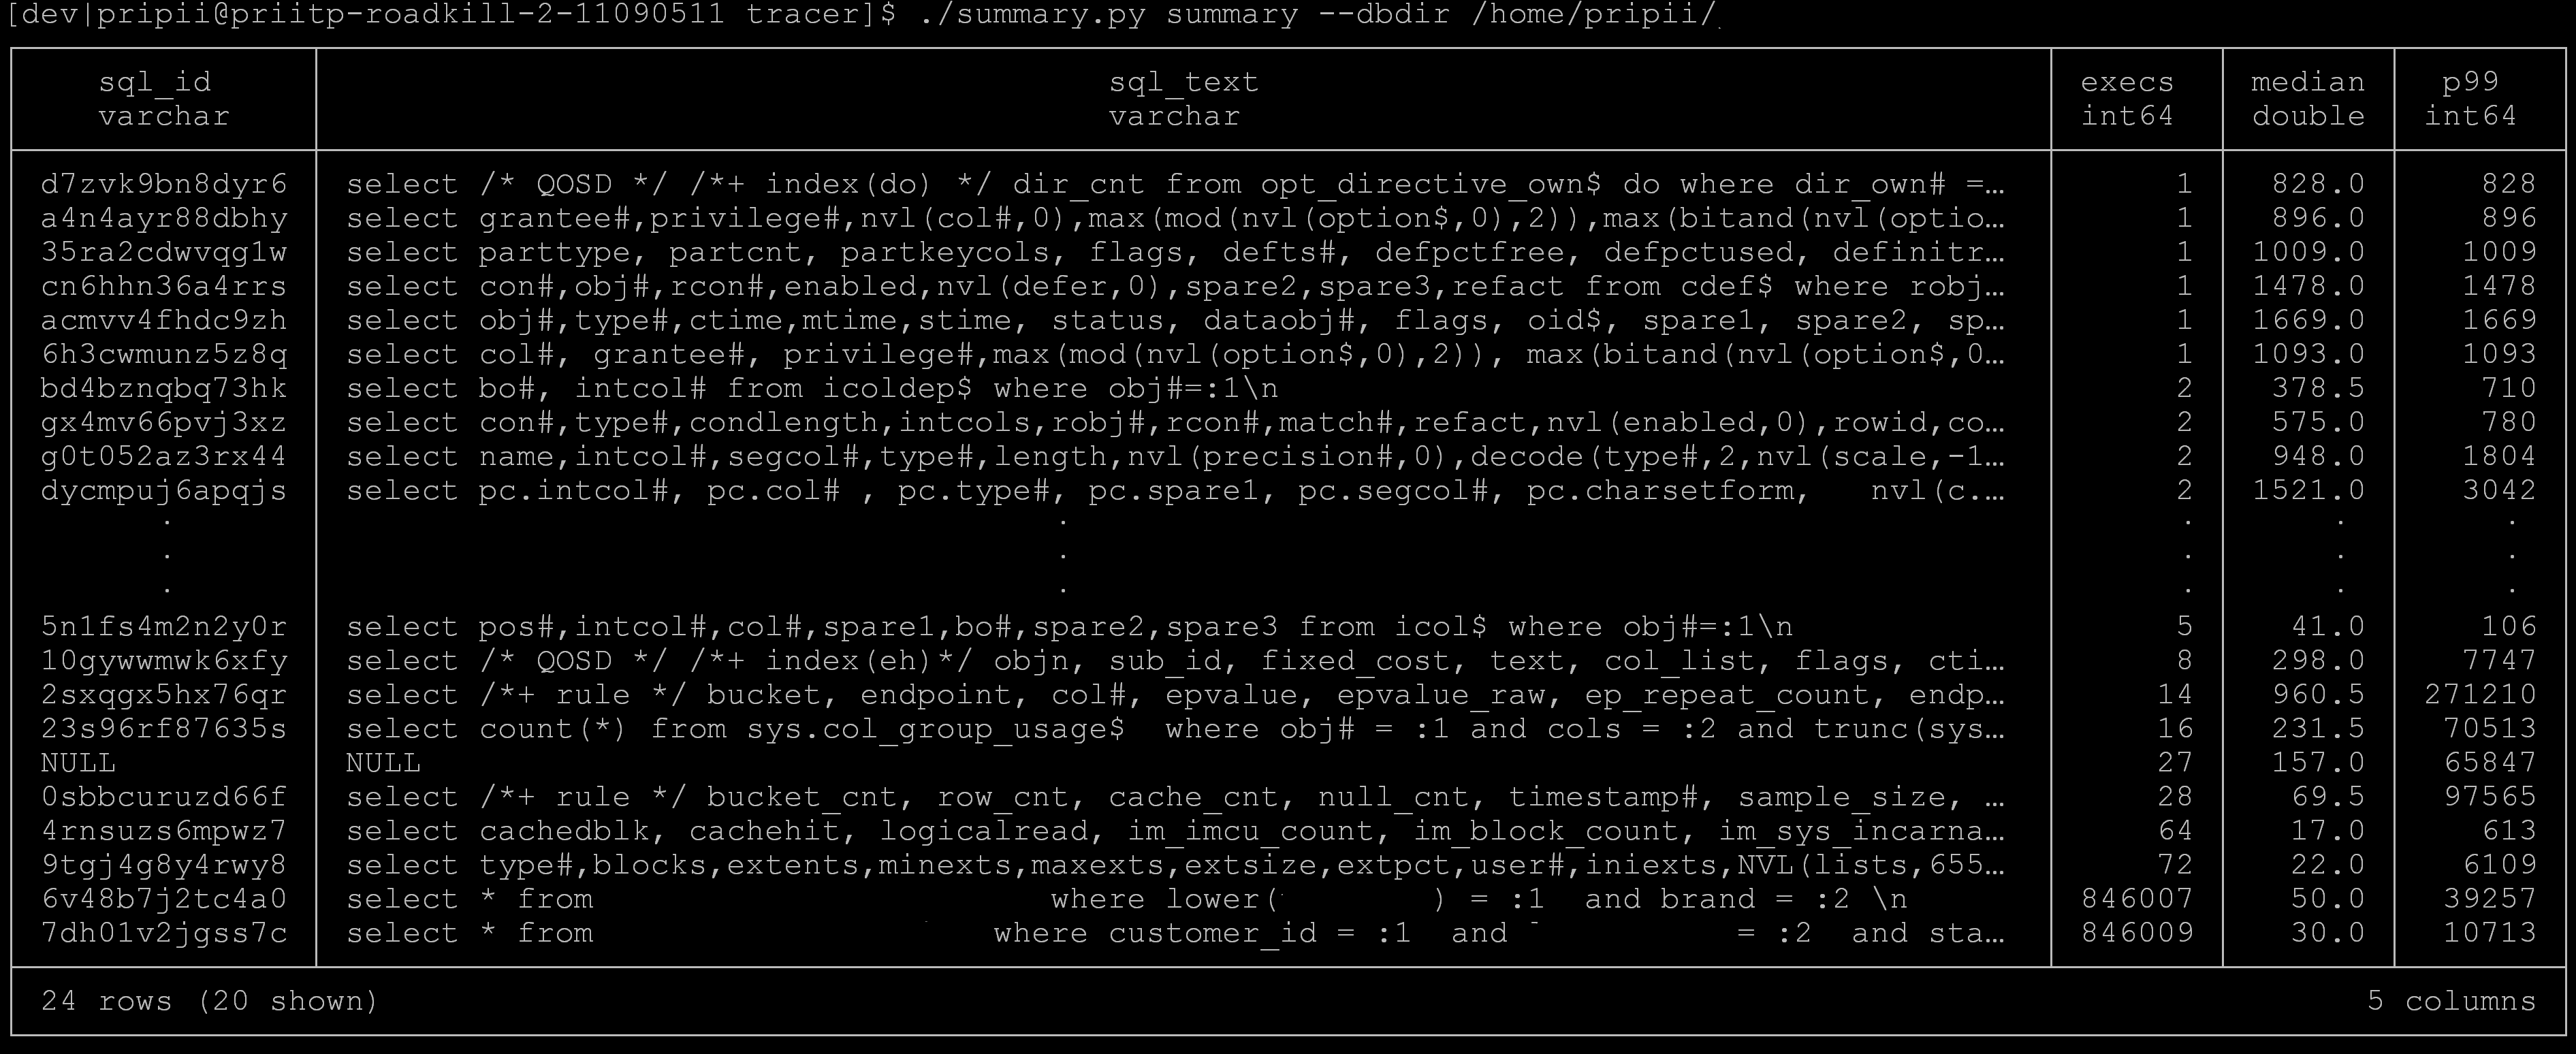 [dev|pripii@priitp-roadkill-2-11090511 tracer]$ ./summary.py summary --dbdir /home/pripii/
sql_id sql_text execs median p99
varchar varchar int64 double int64
d7zvk9bn8dyr6 select /* QOSD */ /*+ index(do) */ dir_cnt from opt_directive_own$ do where dir_own# =… 1 828.0 828
a4n4ayr88dbhy select grantee#,privilege#,nvl(col#,0),max(mod(nvl(option$,0),2)),max(bitand(nvl(optio… 1 896.0 896
35ra2cdwvqg1w select parttype, partcnt, partkeycols, flags, defts#, defpctfree, defpctused, definitr… 1 1009.0 1009
cn6hhn36a4rrs select con#,obj#,rcon#,enabled,nvl(defer,0),spare2,spare3,refact from cdef$ where robj… 1 1478.0 1478
acmvv4fhdc9zh select obj#,type#,ctime,mtime,stime, status, dataobj#, flags, oid$, spare1, spare2, sp… 1 1669.0 1669
6h3cwmunz5z8q select col#, grantee#, privilege#,max(mod(nvl(option$,0),2)), max(bitand(nvl(option$,0… 1 1093.0 1093
bd4bznqbq73hk select bo#, intcol# from icoldep$ where obj#=:1\n 2 378.5 710
gx4mv66pvj3xz select con#,type#,condlength,intcols,robj#,rcon#,match#,refact,nvl(enabled,0),rowid,co… 2 575.0 780
g0t052az3rx44 select name,intcol#,segcol#,type#,length,nvl(precision#,0),decode(type#,2,nvl(scale,-1… 2 948.0 1804
dycmpuj6apqjs select pc.intcol#, pc.col# , pc.type#, pc.spare1, pc.segcol#, pc.charsetform,   nvl(c.… 2 1521.0 3042
· · · · ·
· · · · ·
· · · · ·
5n1fs4m2n2y0r select pos#,intcol#,col#,spare1,bo#,spare2,spare3 from icol$ where obj#=:1\n 5 41.0 106
10gywwmwk6xfy select /* QOSD */ /*+ index(eh)*/ objn, sub_id, fixed_cost, text, col_list, flags, cti… 8 298.0 7747
2sxqgx5hx76qr select /*+ rule */ bucket, endpoint, col#, epvalue, epvalue_raw, ep_repeat_count, endp… 14 960.5 271210
23s96rf87635s select count(*) from sys.col_group_usage$  where obj# = :1 and cols = :2 and trunc(sys… 16 231.5 70513
NULL NULL 27 157.0 65847
0sbbcuruzd66f select /*+ rule */ bucket_cnt, row_cnt, cache_cnt, null_cnt, timestamp#, sample_size, … 28 69.5 97565
4rnsuzs6mpwz7 select cachedblk, cachehit, logicalread, im_imcu_count, im_block_count, im_sys_incarna… 64 17.0 613
9tgj4g8y4rwy8 select type#,blocks,extents,minexts,maxexts,extsize,extpct,user#,iniexts,NVL(lists,655… 72 22.0 6109
6v48b7j2tc4a0 select * from where lower( ) = :1  and brand = :2 \n 846007 50.0 39257
7dh01v2jgss7c select * from where customer_id = :1  and = :2  and sta… 846009 30.0 10713
24 rows (20 shown) 5 columns